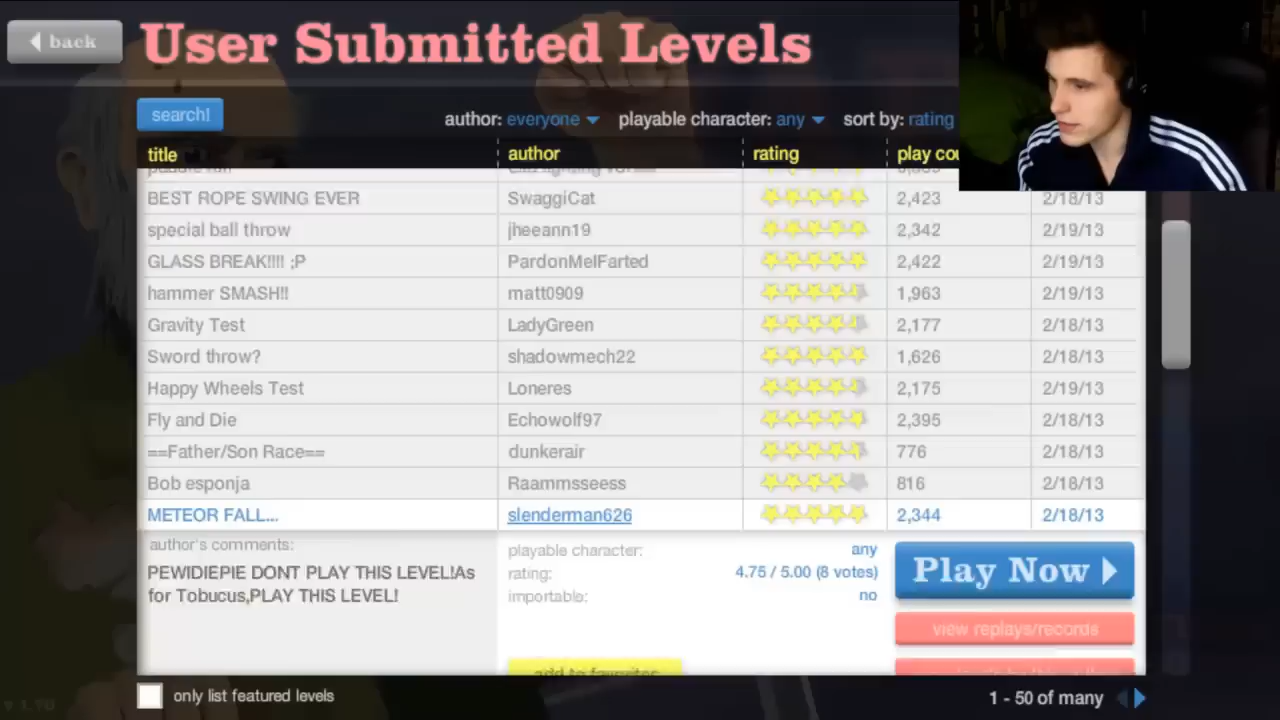 back
User Submitted Levels
search!
author: everyone playable character: any sort by: rating
title author rating play cou
BEST ROPE SWING EVER SwaggiCat 2,423 2/18/13
special ball throw jheeann19 2,342 2/18/13
GLASS BREAK!!!! ;P PardonMeIFarted 2,422 2/19/13
hammer SMASH!! matt0909 1,963 2/19/13
Gravity Test LadyGreen 2,177 2/18/13
Sword throw? shadowmech22 1,626 2/18/13
Happy Wheels Test Loneres 2,175 2/19/13
Fly and Die Echowolf97 2,395 2/18/13
==Father/Son Race== dunkerair 776 2/18/13
Bob esponja Raammsseess 816 2/18/13
METEOR FALL... slenderman626 2,344 2/18/13
author's comments:
PEWIDIEPIE DONT PLAY THIS LEVEL!As
for Tobucus,PLAY THIS LEVEL!
playable character: any
rating: 4.75 / 5.00 (8 votes)
importable: no
Play Now
view replays/records
add to favorites
only list featured levels
1 - 50 of many
v 1.70